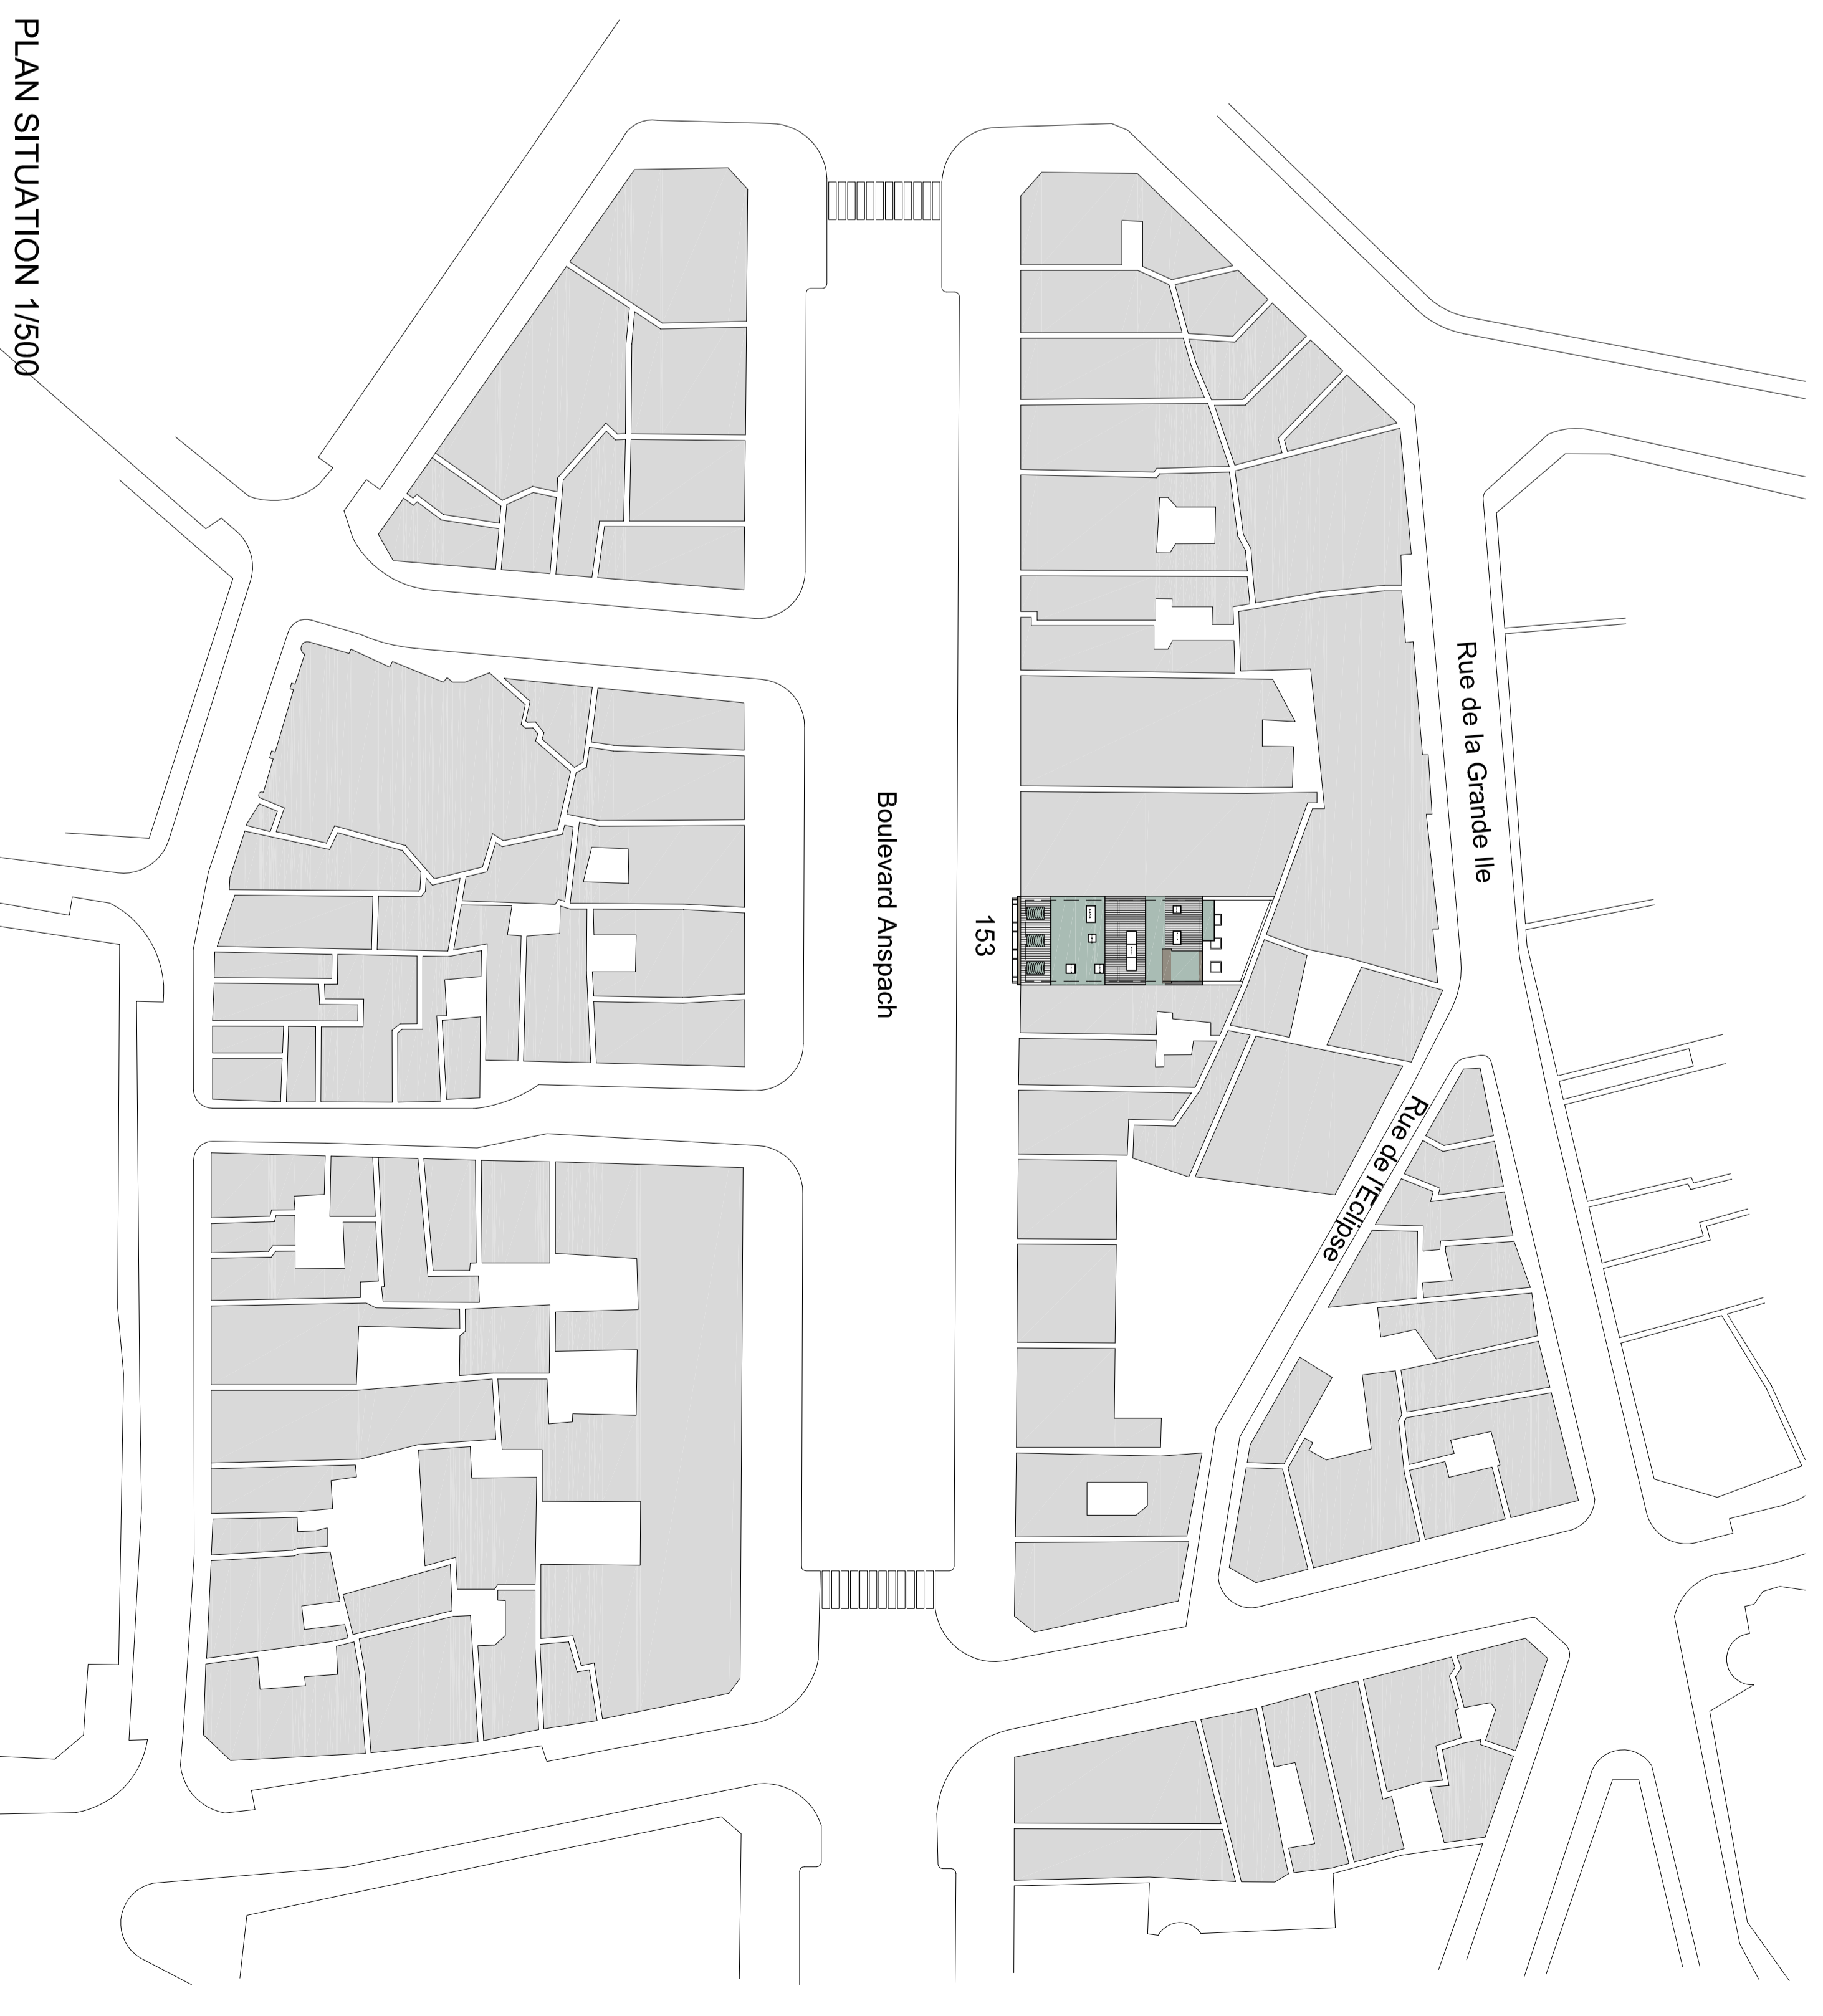 PLAN SITUATION 1/500
Rue de la Grande Ile
Boulevard Anspach
153
Rue de l'Eclipse